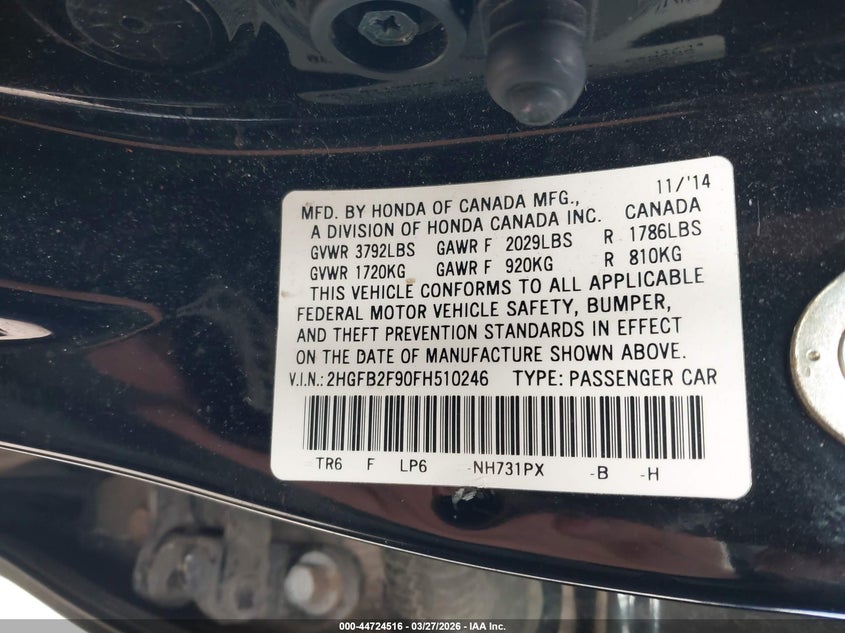 11/'14
MFD. BY HONDA OF CANADA MFG.,
A DIVISION OF HONDA CANADA INC. CANADA
GVWR 3792LBS GAWR F 2029LBS R 1786LBS
GVWR 1720KG GAWR F 920KG R 810KG
THIS VEHICLE CONFORMS TO ALL APPLICABLE
FEDERAL MOTOR VEHICLE SAFETY, BUMPER,
AND THEFT PREVENTION STANDARDS IN EFFECT
ON THE DATE OF MANUFACTURE SHOWN ABOVE.
V.I.N.: 2HGFB2F90FH510246 TYPE: PASSENGER CAR
TR6 F LP6 -NH731PX -B -H
000-44724516 — 03/27/2026 — IAA Inc.